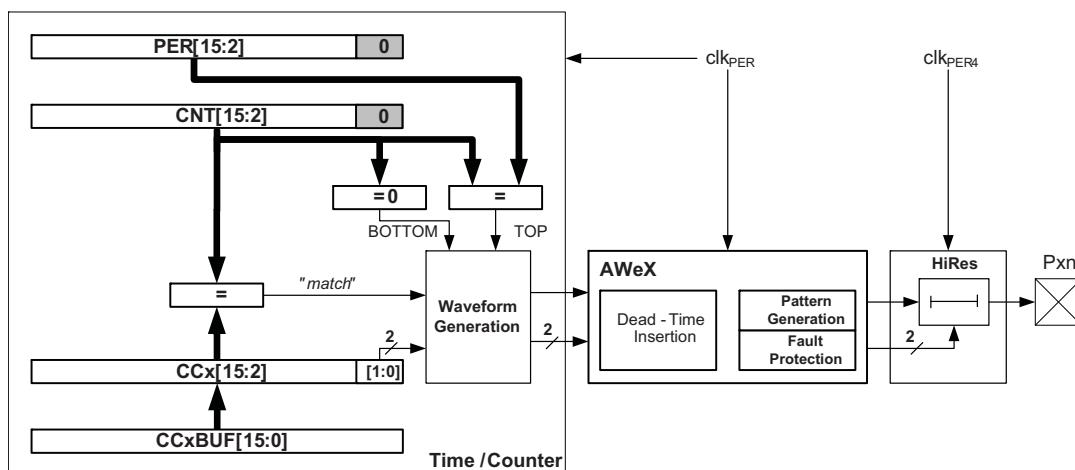 PER[15:2] 0
clkPER
clkPER4
CNT[15:2] 0
= 0
=
BOTTOM
TOP
=
"match"
Waveform
Generation
AWeX
Dead - Time
Insertion
Pattern
Generation
Fault
Protection
HiRes
Pxn
2
2
2
CCx[15:2] [1:0]
CCxBUF[15:0]
Time /Counter